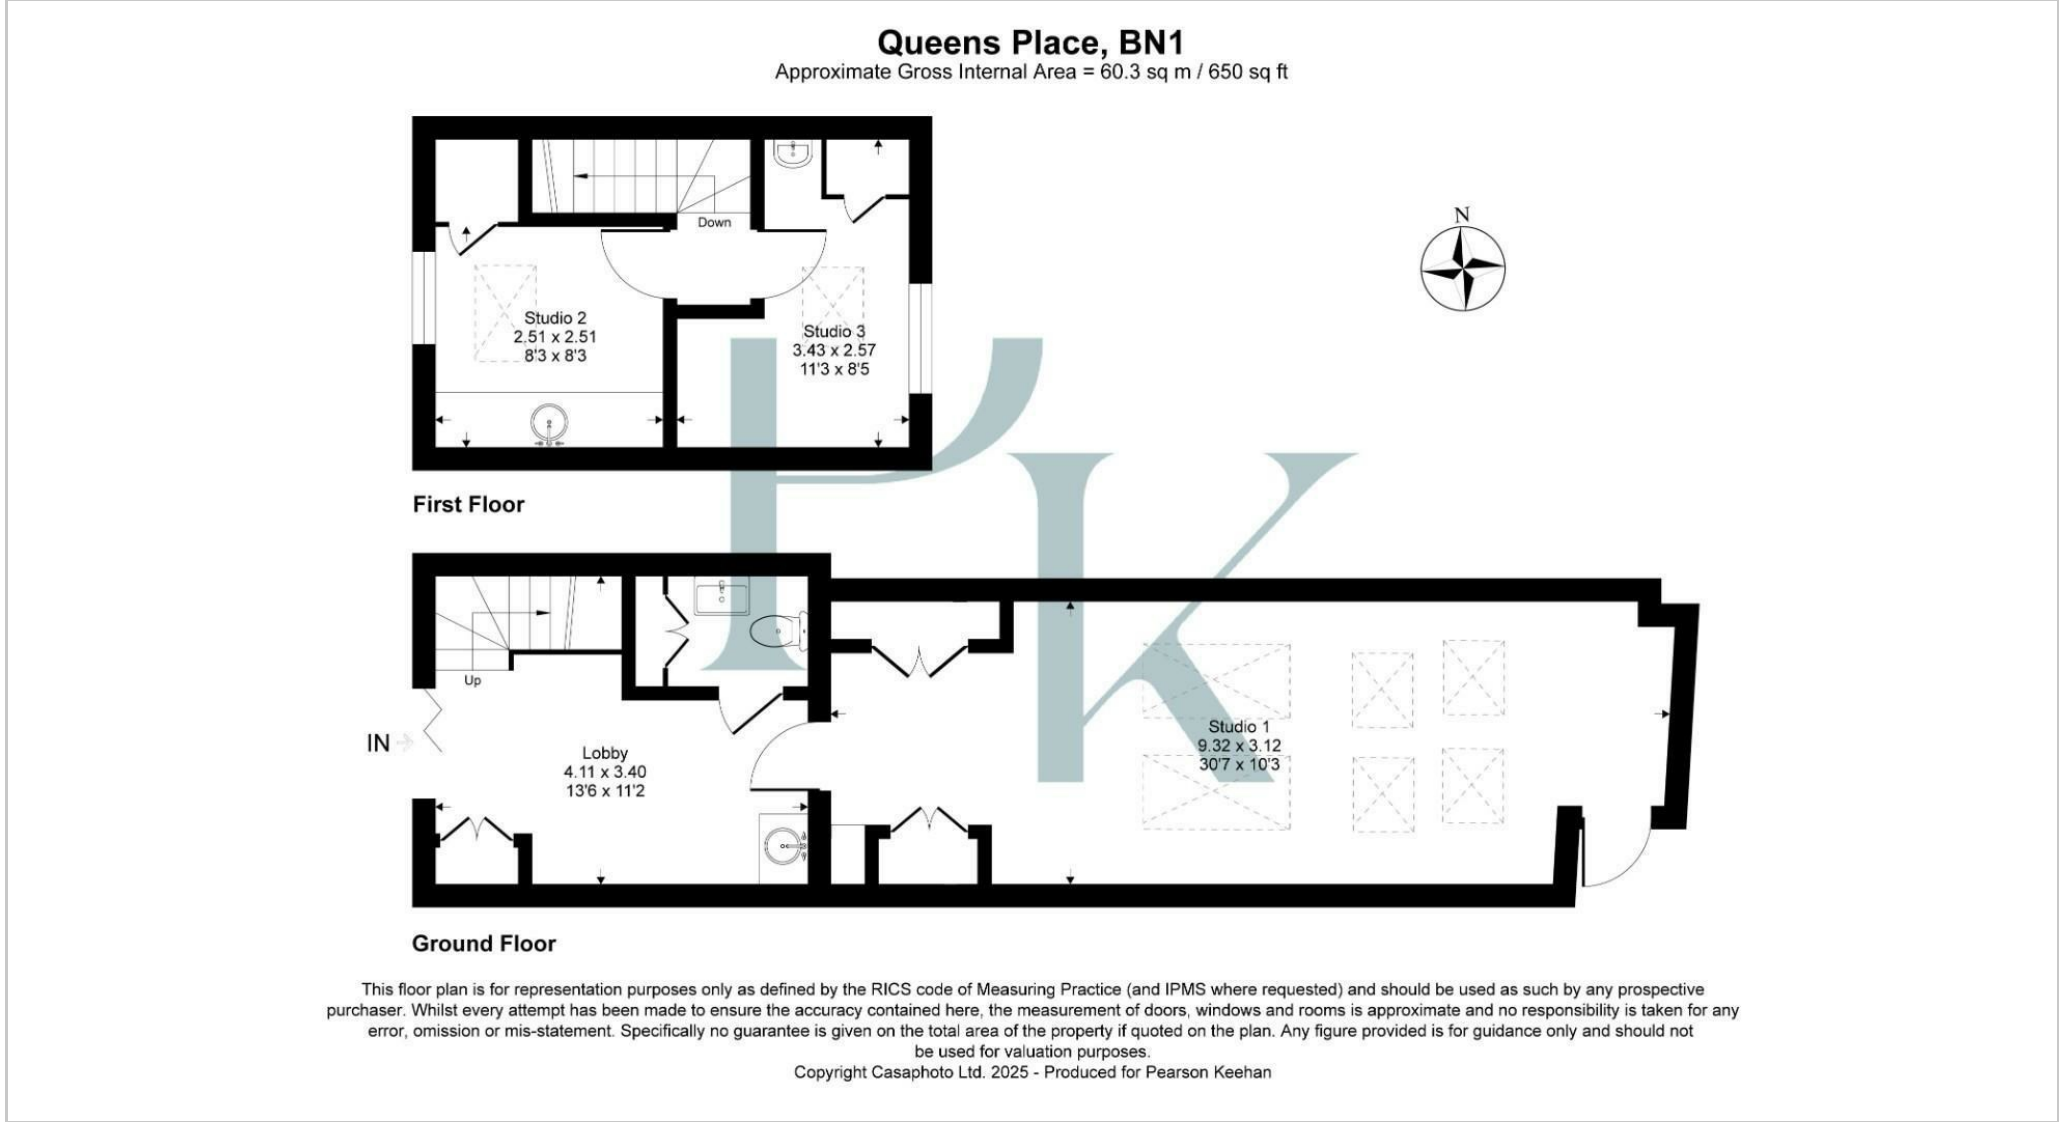 Queens Place, BN1
Approximate Gross Internal Area = 60.3 sq m / 650 sq ft
N
Down
Studio 2
2.51 x 2.51
8'3 x 8'3
Studio 3
3.43 x 2.57
11'3 x 8'5
PK
First Floor
Up
IN
Lobby
4.11 x 3.40
13'6 x 11'2
Studio 1
9.32 x 3.12
30'7 x 10'3
Ground Floor
This floor plan is for representation purposes only as defined by the RICS code of Measuring Practice (and IPMS where requested) and should be used as such by any prospective
purchaser. Whilst every attempt has been made to ensure the accuracy contained here, the measurement of doors, windows and rooms is approximate and no responsibility is taken for any
error, omission or mis-statement. Specifically no guarantee is given on the total area of the property if quoted on the plan. Any figure provided is for guidance only and should not
be used for valuation purposes.
Copyright Casaphoto Ltd. 2025 - Produced for Pearson Keehan